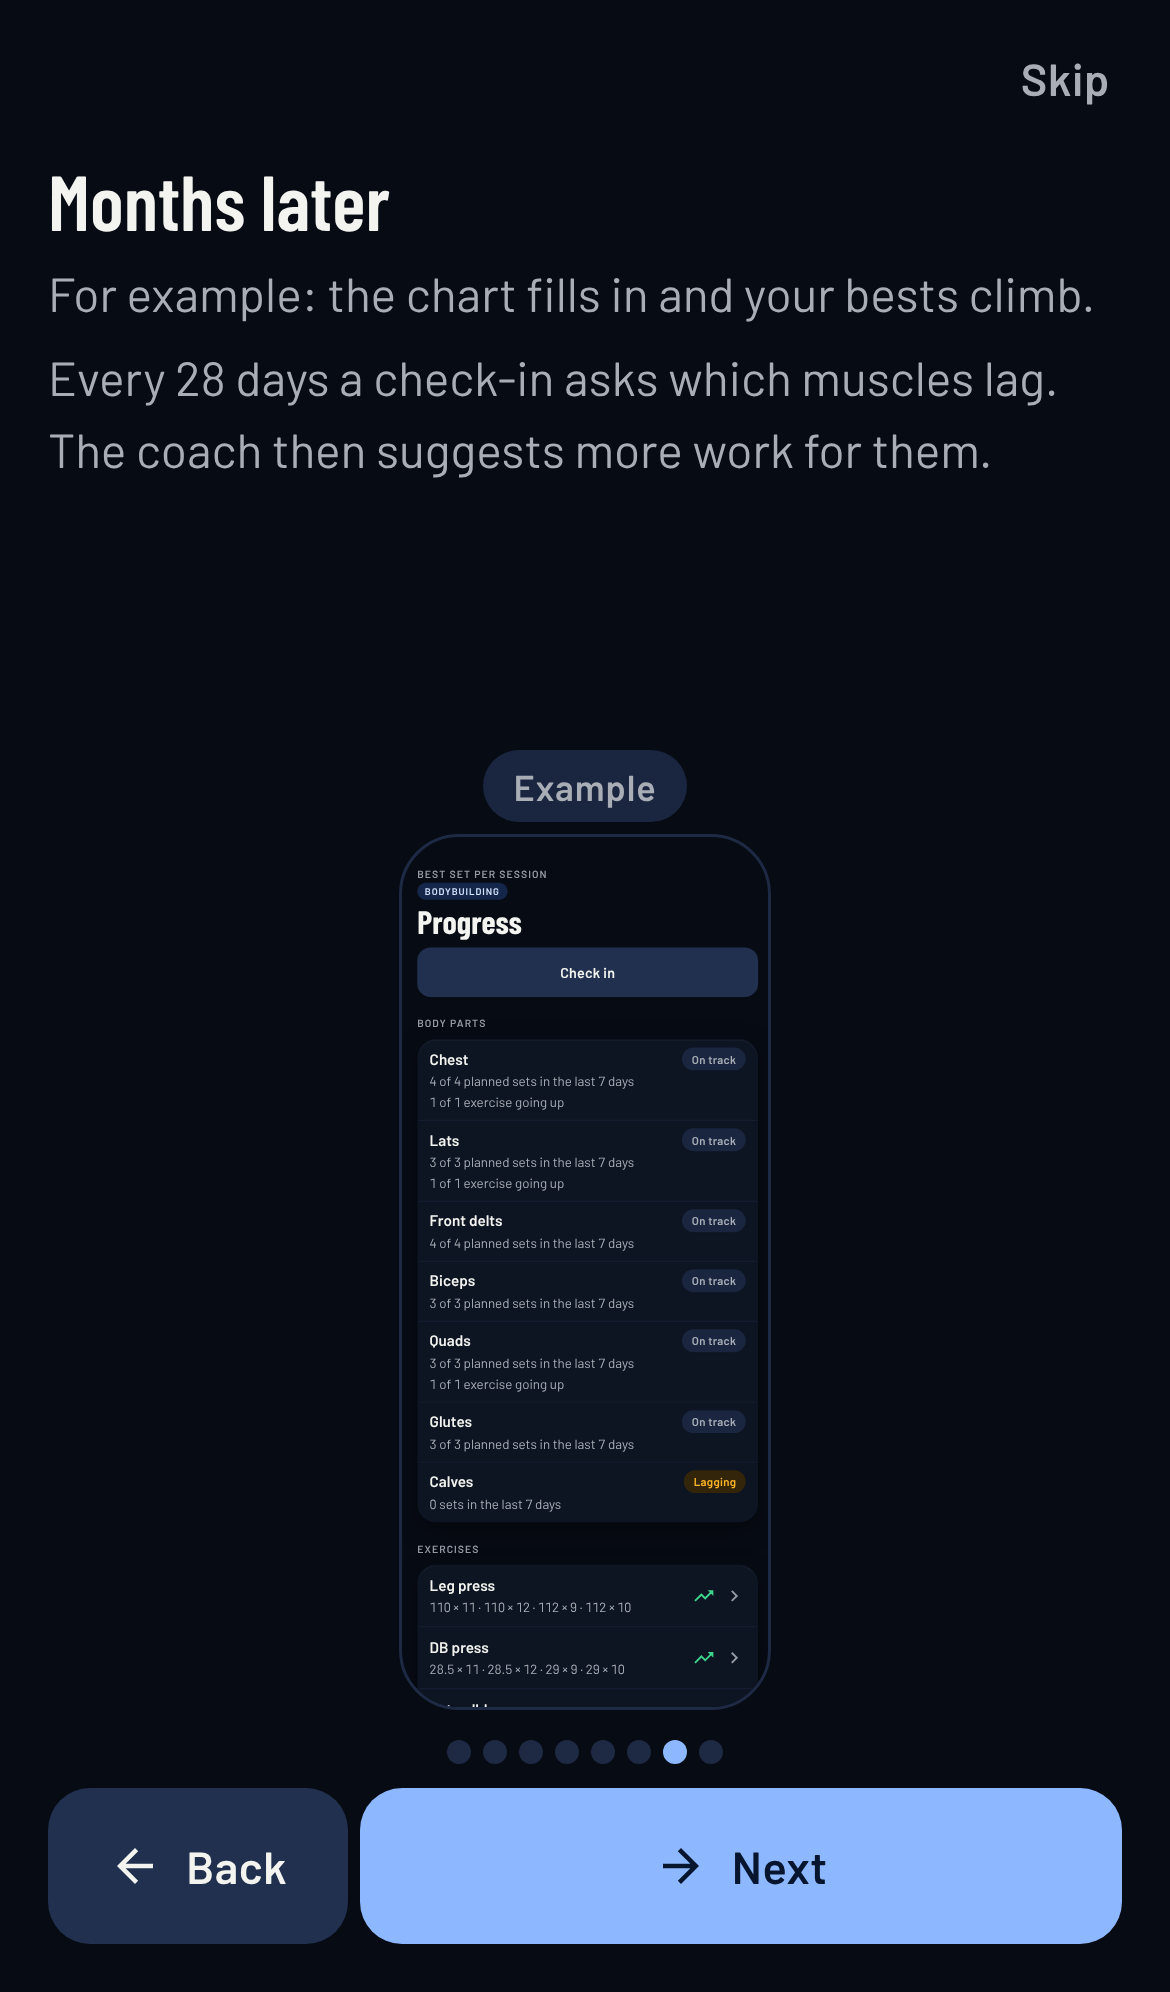 Skip
Months later
For example: the chart fills in and your bests climb.
Every 28 days a check-in asks which muscles lag.
The coach then suggests more work for them.
Example
BEST SET PER SESSION
BODYBUILDING
Progress
Check in
BODY PARTS
Chest
On track
4 of 4 planned sets in the last 7 days
1 of 1 exercise going up
Lats
On track
3 of 3 planned sets in the last 7 days
1 of 1 exercise going up
Front delts
On track
4 of 4 planned sets in the last 7 days
Biceps
On track
3 of 3 planned sets in the last 7 days
Quads
On track
3 of 3 planned sets in the last 7 days
1 of 1 exercise going up
Glutes
On track
3 of 3 planned sets in the last 7 days
Calves
Lagging
0 sets in the last 7 days
EXERCISES
Leg press
110 × 11 · 110 × 12 · 112 × 9 · 112 × 10
DB press
28.5 × 11 · 28.5 × 12 · 29 × 9 · 29 × 10
Back
Next